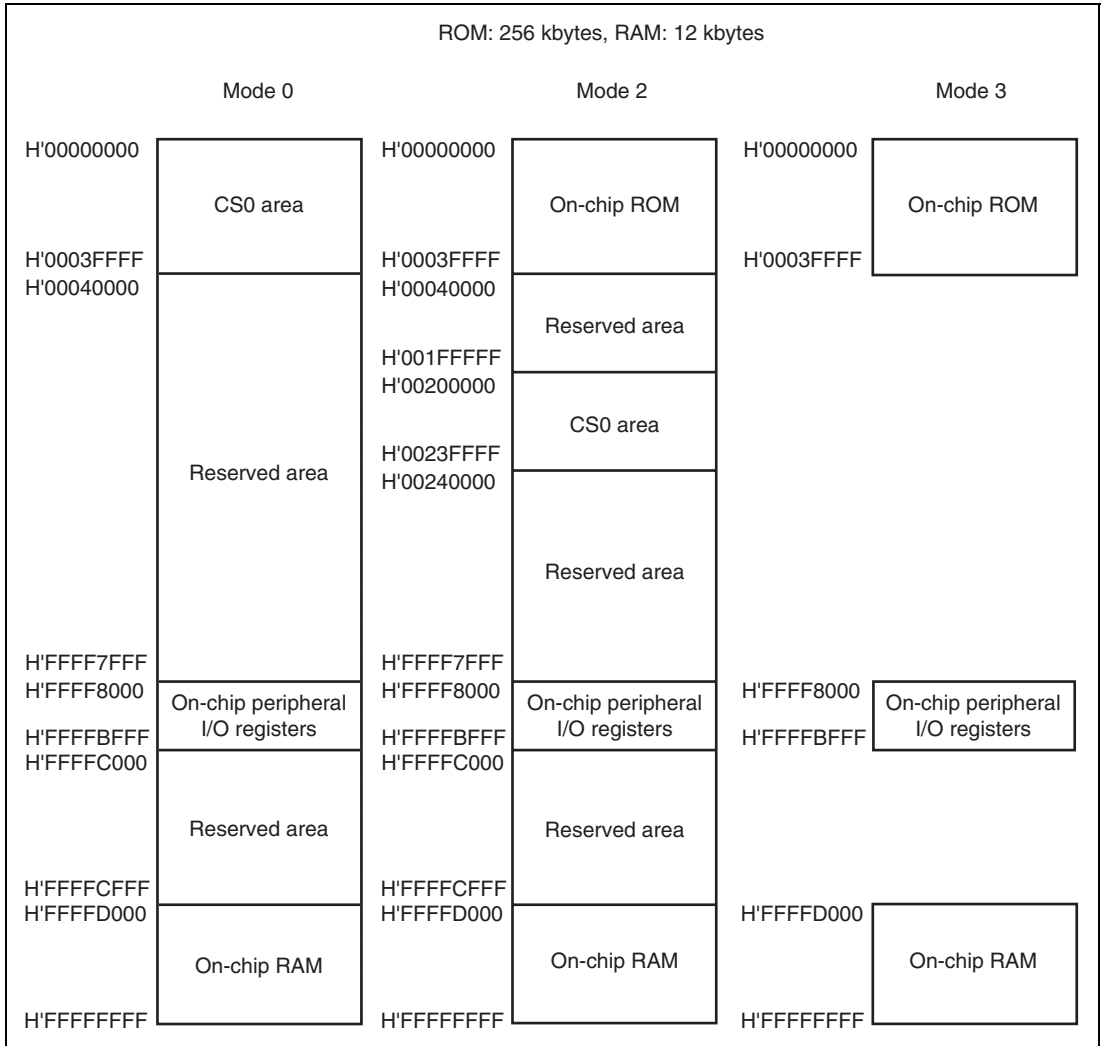 ROM: 256 kbytes, RAM: 12 kbytes
Mode 0
H'00000000
CS0 area
H'0003FFFF
H'00040000
Reserved area
H'FFFF7FFF
H'FFFF8000
On-chip peripheral
I/O registers
H'FFFFBFFF
H'FFFFC000
Reserved area
H'FFFFCFFF
H'FFFFD000
On-chip RAM
H'FFFFFFFF
Mode 2
H'00000000
On-chip ROM
H'0003FFFF
H'00040000
Reserved area
H'001FFFFF
H'00200000
CS0 area
H'0023FFFF
H'00240000
Reserved area
H'FFFF7FFF
H'FFFF8000
On-chip peripheral
I/O registers
H'FFFFBFFF
H'FFFFC000
Reserved area
H'FFFFCFFF
H'FFFFD000
On-chip RAM
H'FFFFFFFF
Mode 3
H'00000000
On-chip ROM
H'0003FFFF
H'FFFF8000
On-chip peripheral
I/O registers
H'FFFFBFFF
H'FFFFD000
On-chip RAM
H'FFFFFFFF